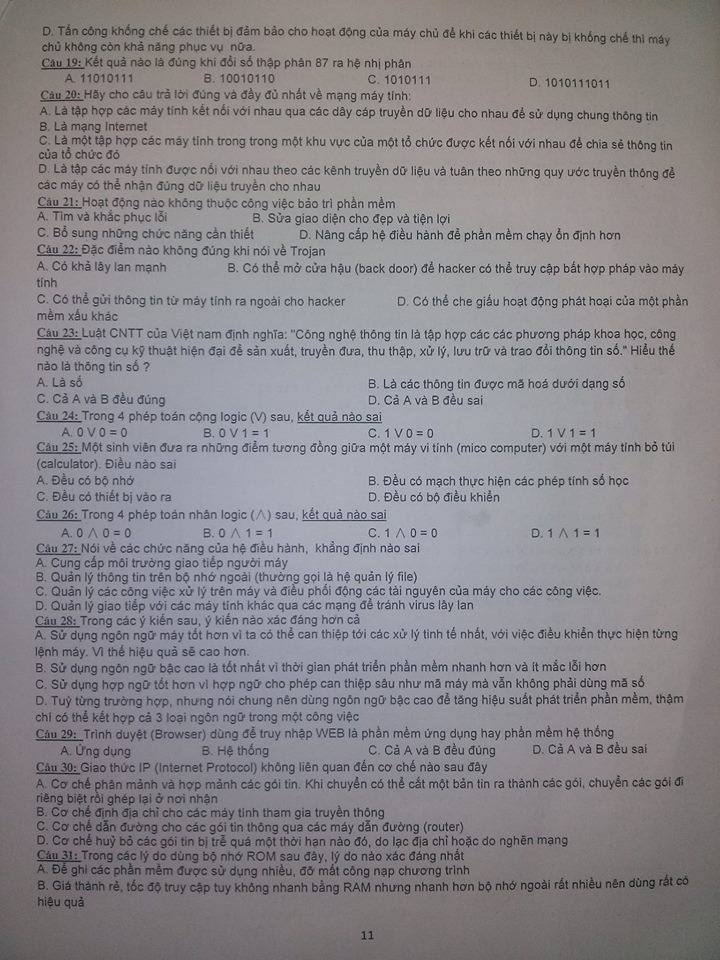 D. Tấn công khống chế các thiết bị đảm bảo cho hoạt động của máy chủ để khi các thiết bị này bị khống chế thì máy
chủ không còn khả năng phục vụ nữa.
Câu 19: Kết quả nào là đúng khi đổi số thập phân 87 ra hệ nhị phân
A. 11010111 B. 10010110 C. 1010111 D. 1010111011
Câu 20: Hãy cho câu trả lời đúng và đầy đủ nhất về mạng máy tính:
A. Là tập hợp các máy tính kết nối với nhau qua các dây cáp truyền dữ liệu cho nhau để sử dụng chung thông tin
B. Là mạng Internet
C. Là một tập hợp các máy tính trong trong một khu vực của một tổ chức được kết nối với nhau để chia sẻ thông tin
của tổ chức đó
D. Là tập các máy tính được nối với nhau theo các kênh truyền dữ liệu và tuân theo những quy ước truyền thông để
các máy có thể nhận đúng dữ liệu truyền cho nhau
Câu 21: Hoạt động nào không thuộc công việc bảo trì phần mềm
A. Tìm và khắc phục lỗi B. Sửa giao diện cho đẹp và tiện lợi
C. Bổ sung những chức năng cần thiết D. Nâng cấp hệ điều hành để phần mềm chạy ổn định hơn
Câu 22: Đặc điểm nào không đúng khi nói về Trojan
A. Có khả lây lan mạnh B. Có thể mở cửa hậu (back door) để hacker có thể truy cập bất hợp pháp vào máy
tính
C. Có thể gửi thông tin từ máy tính ra ngoài cho hacker D. Có thể che giấu hoạt động phát hoại của một phần
mềm xấu khác
Câu 23: Luật CNTT của Việt nam định nghĩa: "Công nghệ thông tin là tập hợp các các phương pháp khoa học, công
nghệ và công cụ kỹ thuật hiện đại để sản xuất, truyền đưa, thu thập, xử lý, lưu trữ và trao đổi thông tin số." Hiểu thế
nào là thông tin số ?
A. Là số B. Là các thông tin được mã hoá dưới dạng số
C. Cả A và B đều đúng D. Cả A và B đều sai
Câu 24: Trong 4 phép toán cộng logic (V) sau, kết quả nào sai
A. 0 V 0 = 0 B. 0 V 1 = 1 C. 1 V 0 = 0 D. 1 V 1 = 1
Câu 25: Một sinh viên đưa ra những điểm tương đồng giữa một máy vi tính (mico computer) với một máy tính bỏ túi
(calculator). Điều nào sai
A. Đều có bộ nhớ B. Đều có mạch thực hiện các phép tính số học
C. Đều có thiết bị vào ra D. Đều có bộ điều khiển
Câu 26: Trong 4 phép toán nhân logic (∧) sau, kết quả nào sai
A. 0 ∧ 0 = 0 B. 0 ∧ 1 = 1 C. 1 ∧ 0 = 0 D. 1 ∧ 1 = 1
Câu 27: Nói về các chức năng của hệ điều hành, khẳng định nào sai
A. Cung cấp môi trường giao tiếp người máy
B. Quản lý thông tin trên bộ nhớ ngoài (thường gọi là hệ quản lý file)
C. Quản lý các công việc xử lý trên máy và điều phối động các tài nguyên của máy cho các công việc.
D. Quản lý giao tiếp với các máy tính khác qua các mạng để tránh virus lây lan
Câu 28: Trong các ý kiến sau, ý kiến nào xác đáng hơn cả
A. Sử dụng ngôn ngữ máy tốt hơn vì ta có thể can thiệp tới các xử lý tinh tế nhất, với việc điều khiển thực hiện từng
lệnh máy. Vì thế hiệu quả sẽ cao hơn.
B. Sử dụng ngôn ngữ bậc cao là tốt nhất vì thời gian phát triển phần mềm nhanh hơn và ít mắc lỗi hơn
C. Sử dụng hợp ngữ tốt hơn vì hợp ngữ cho phép can thiệp sâu như mã máy mà vẫn không phải dùng mã số
D. Tuỳ từng trường hợp, nhưng nói chung nên dùng ngôn ngữ bậc cao để tăng hiệu suất phát triển phần mềm, thậm
chí có thể kết hợp cả 3 loại ngôn ngữ trong một công việc
Câu 29: Trình duyệt (Browser) dùng để truy nhập WEB là phần mềm ứng dụng hay phần mềm hệ thống
A. Ứng dụng B. Hệ thống C. Cả A và B đều đúng D. Cả A và B đều sai
Câu 30: Giao thức IP (Internet Protocol) không liên quan đến cơ chế nào sau đây
A. Cơ chế phân mảnh và hợp mảnh các gói tin. Khi chuyển có thể cắt một bản tin ra thành các gói, chuyển các gói đi
riêng biệt rồi ghép lại ở nơi nhận
B. Cơ chế định địa chỉ cho các máy tính tham gia truyền thông
C. Cơ chế dẫn đường cho các gói tin thông qua các máy dẫn đường (router)
D. Cơ chế huỷ bỏ các gói tin bị trễ quá một thời hạn nào đó, do lạc địa chỉ hoặc do nghẽn mạng
Câu 31: Trong các lý do dùng bộ nhớ ROM sau đây, lý do nào xác đáng nhất
A. Để ghi các phần mềm được sử dụng nhiều, đỡ mất công nạp chương trình
B. Giá thành rẻ, tốc độ truy cập tuy không nhanh bằng RAM nhưng nhanh hơn bộ nhớ ngoài rất nhiều nên dùng rất có
hiệu quả
11